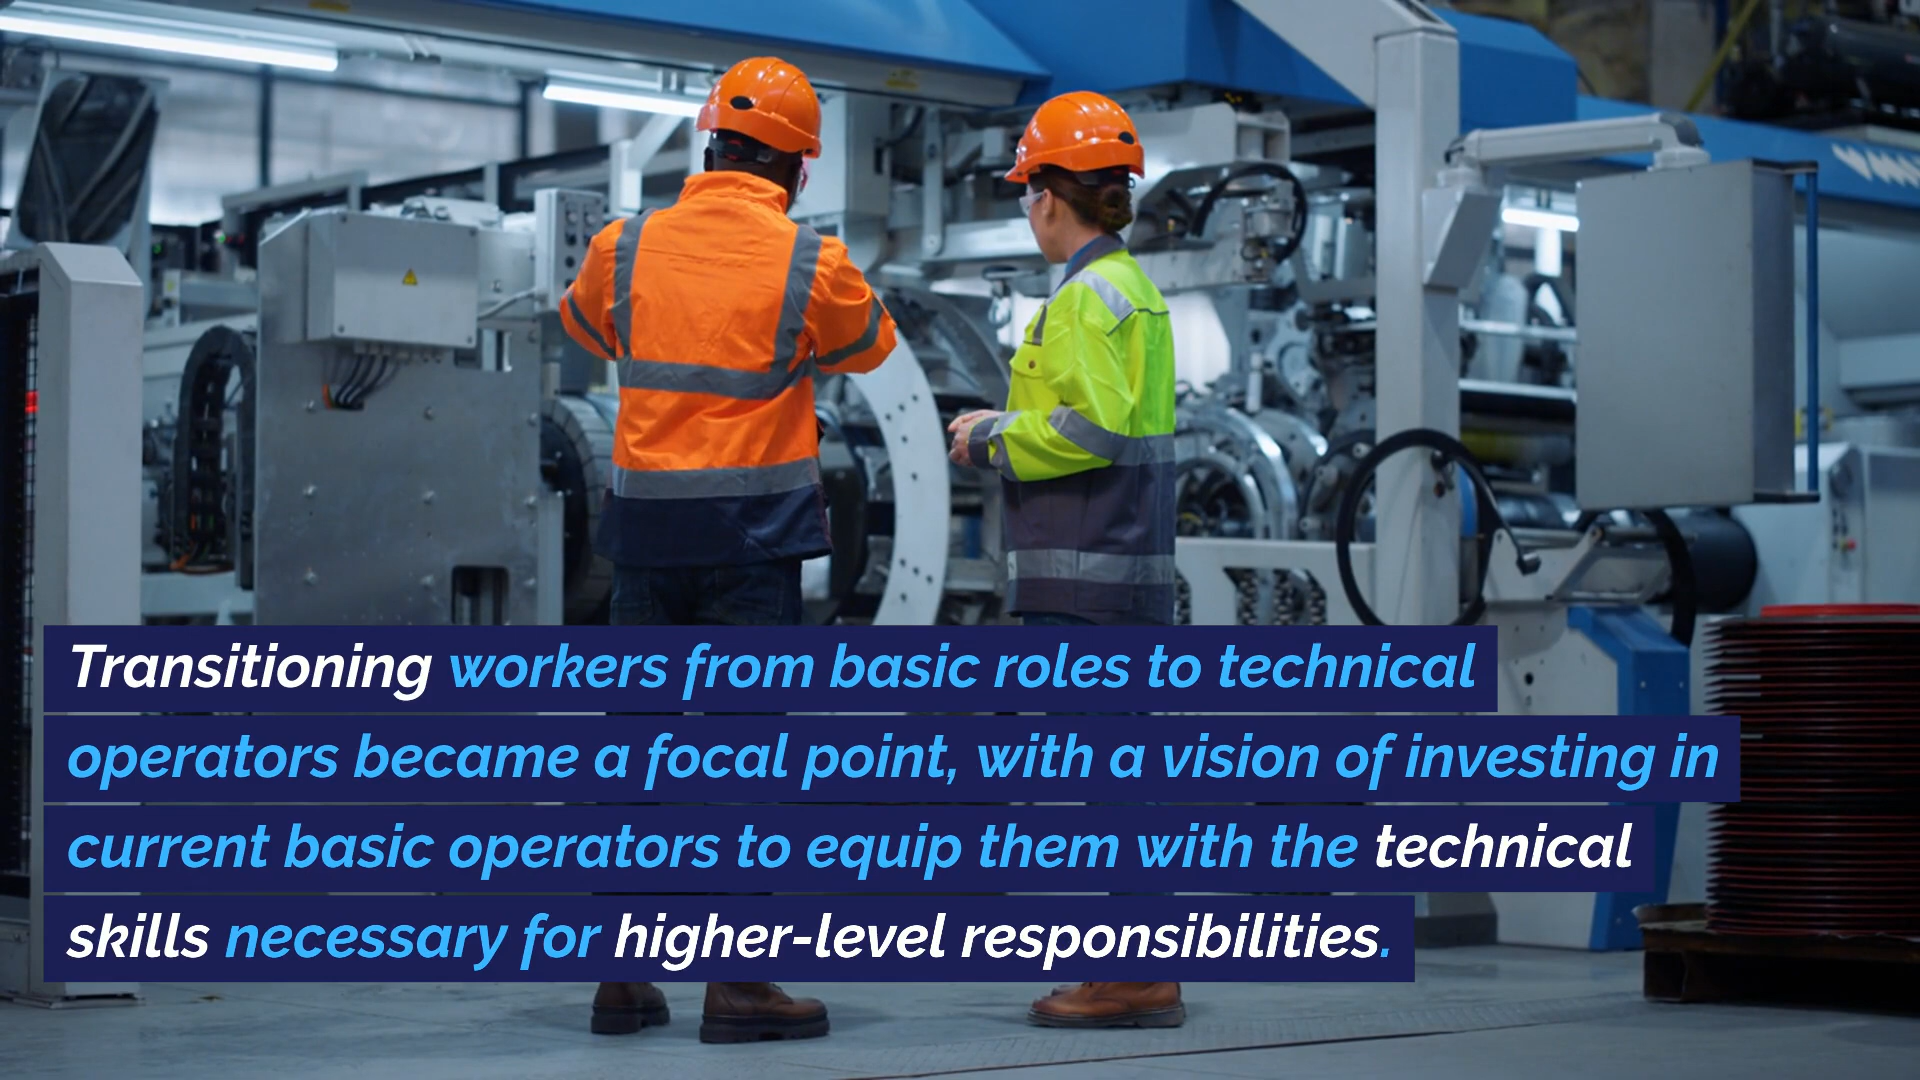 Transitioning workers from basic roles to technical
operators became a focal point, with a vision of investing in
current basic operators to equip them with the technical
skills necessary for higher-level responsibilities.